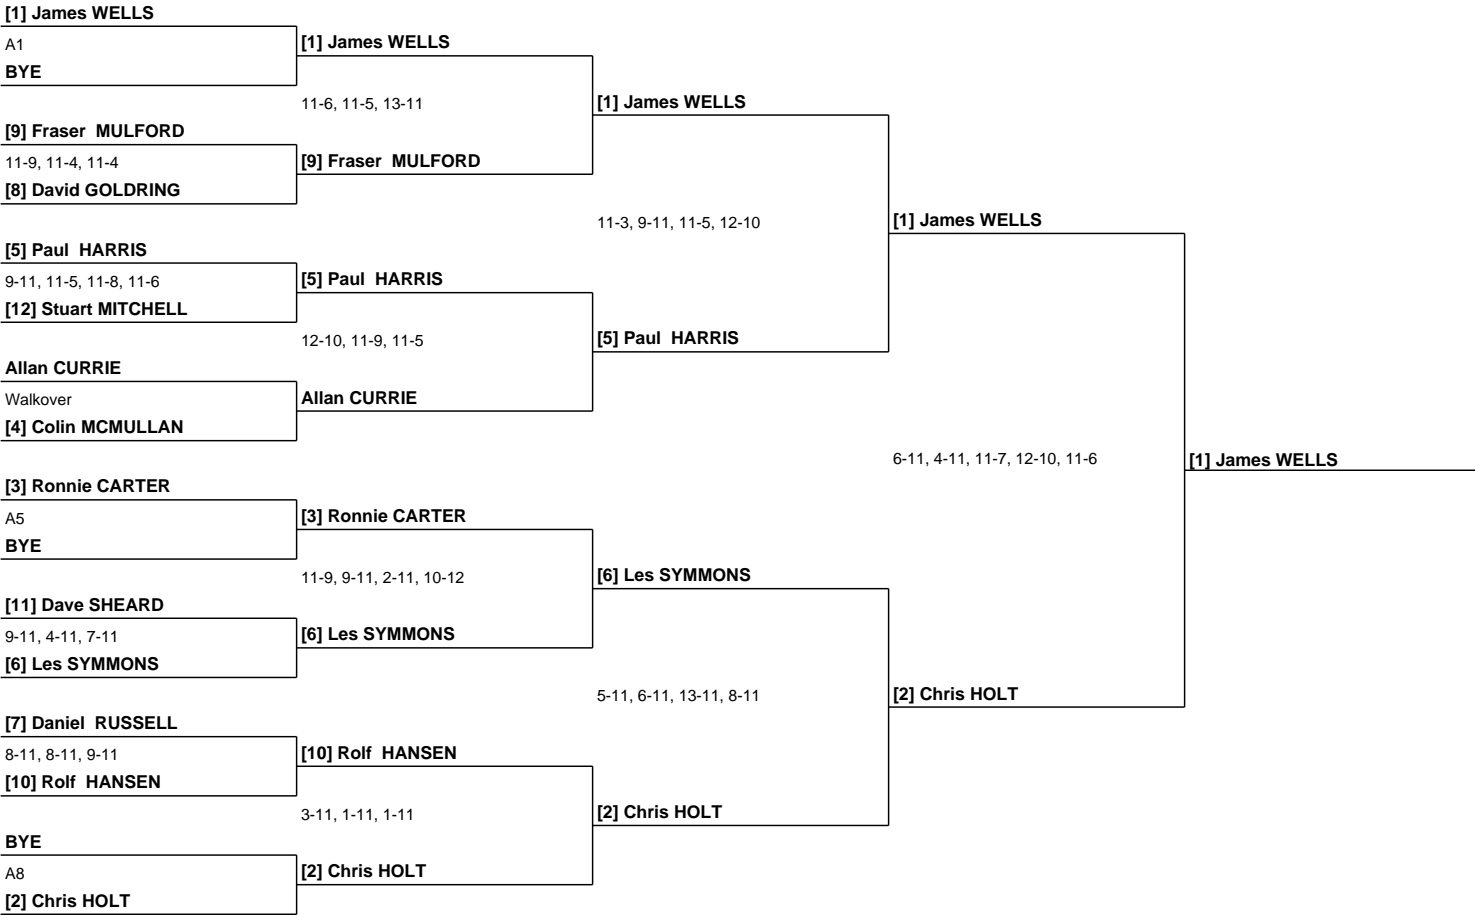 [1] James WELLS
A1
BYE
[9] Fraser  MULFORD
11-9, 11-4, 11-4
[8] David GOLDRING
[5] Paul  HARRIS
9-11, 11-5, 11-8, 11-6
[12] Stuart MITCHELL
Allan CURRIE
Walkover
[4] Colin MCMULLAN
[3] Ronnie CARTER
A5
BYE
[11] Dave SHEARD
9-11, 4-11, 7-11
[6] Les SYMMONS
[7] Daniel  RUSSELL
8-11, 8-11, 9-11
[10] Rolf  HANSEN
BYE
A8
[2] Chris HOLT
[1] James WELLS
11-6, 11-5, 13-11
[9] Fraser  MULFORD
[5] Paul  HARRIS
12-10, 11-9, 11-5
Allan CURRIE
[3] Ronnie CARTER
11-9, 9-11, 2-11, 10-12
[6] Les SYMMONS
[10] Rolf  HANSEN
3-11, 1-11, 1-11
[2] Chris HOLT
[1] James WELLS
11-3, 9-11, 11-5, 12-10
[5] Paul  HARRIS
[6] Les SYMMONS
5-11, 6-11, 13-11, 8-11
[2] Chris HOLT
[1] James WELLS
6-11, 4-11, 11-7, 12-10, 11-6
[2] Chris HOLT
[1] James WELLS